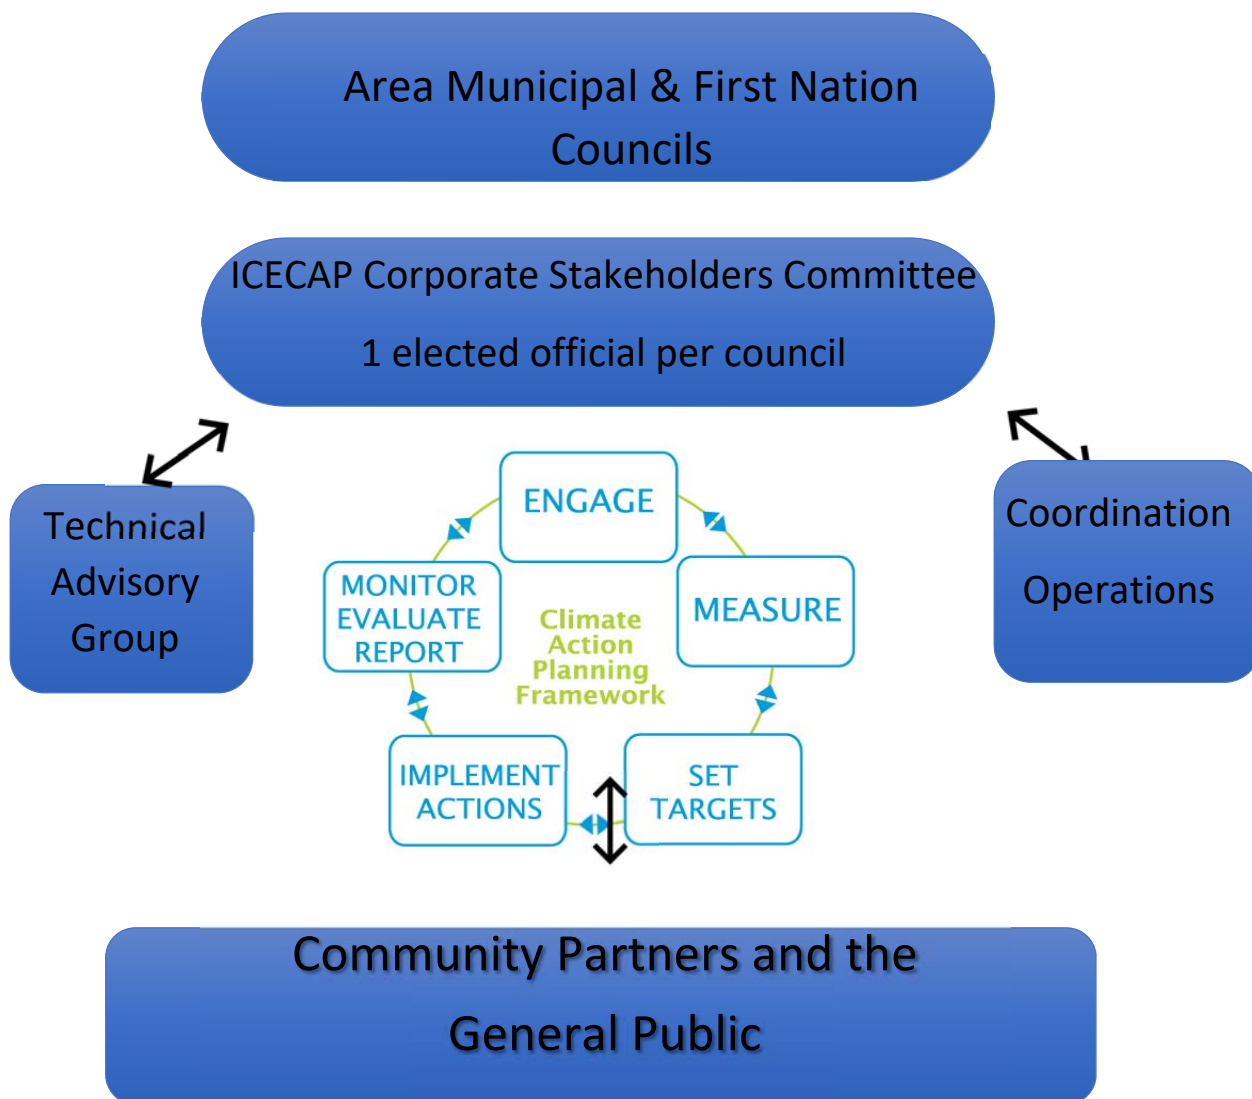 Area Municipal & First Nation
Councils
ICECAP Corporate Stakeholders Committee
1 elected official per council
Technical
Advisory
Group
ENGAGE
MEASURE
SET
TARGETS
IMPLEMENT
ACTIONS
MONITOR
EVALUATE
REPORT
Climate
Action
Planning
Framework
Coordination
Operations
Community Partners and the
General Public